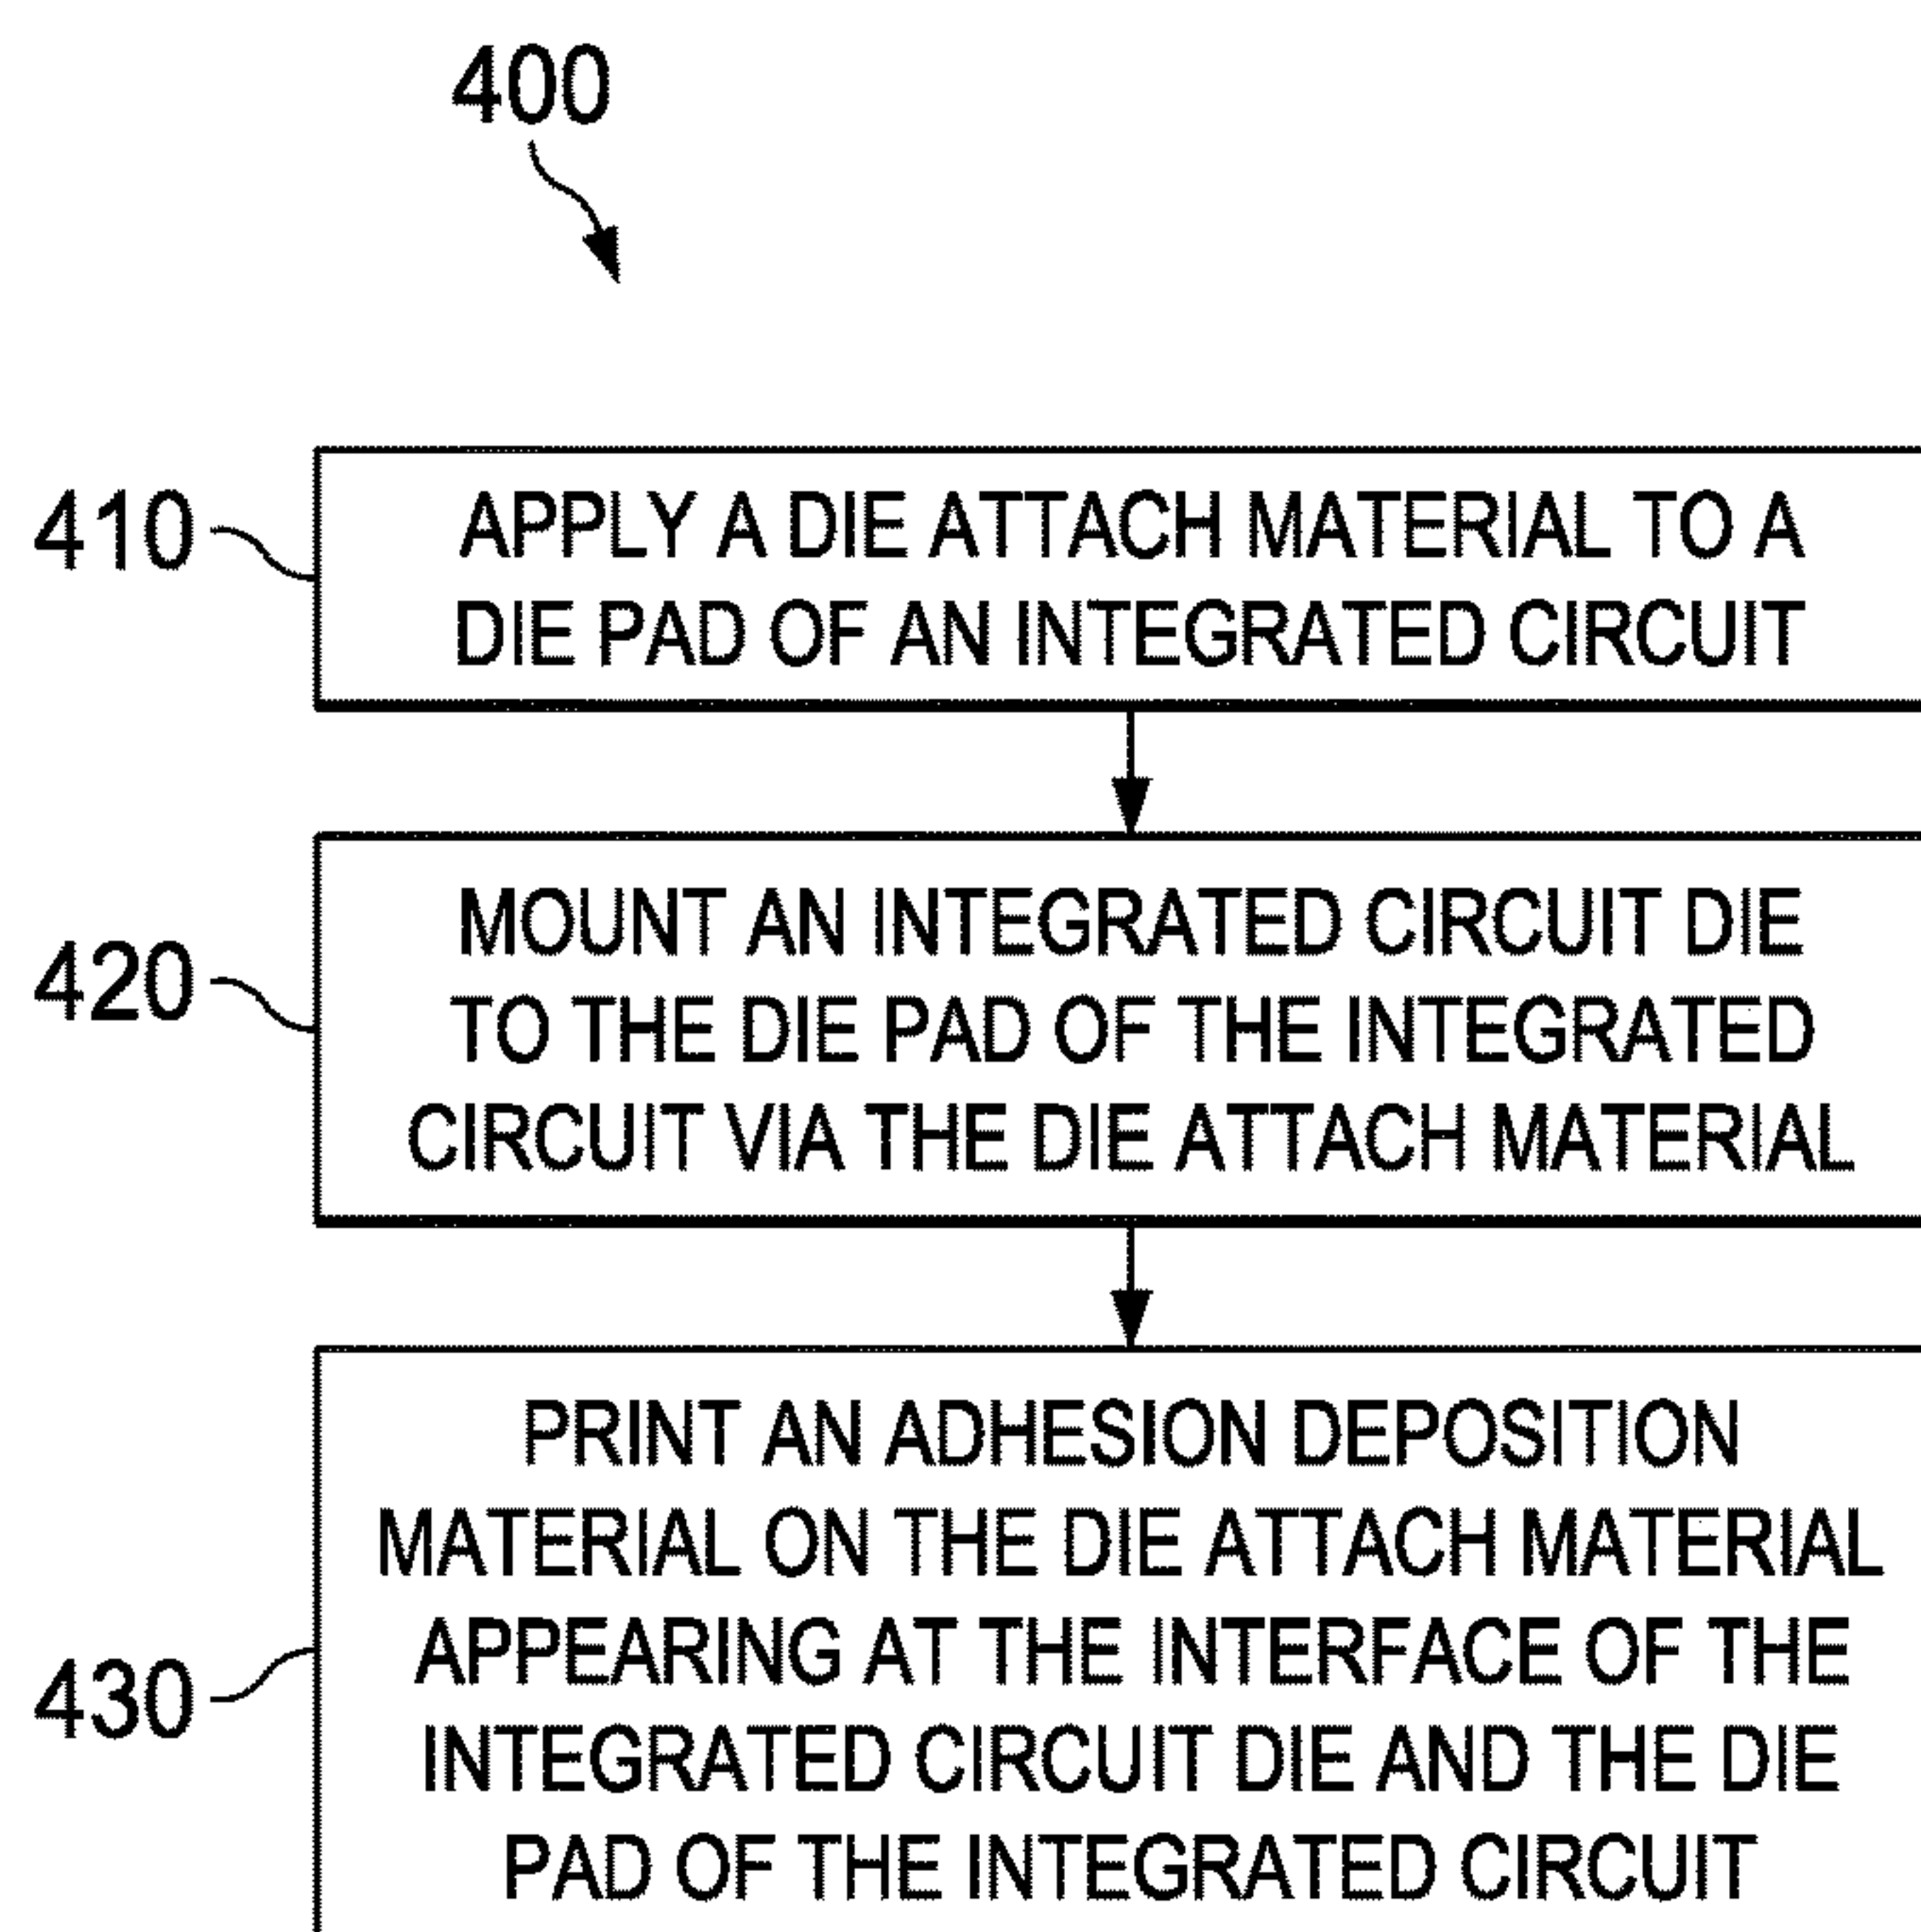 400
410
APPLY A DIE ATTACH MATERIAL TO A
DIE PAD OF AN INTEGRATED CIRCUIT
420
MOUNT AN INTEGRATED CIRCUIT DIE
TO THE DIE PAD OF THE INTEGRATED
CIRCUIT VIA THE DIE ATTACH MATERIAL
430
PRINT AN ADHESION DEPOSITION
MATERIAL ON THE DIE ATTACH MATERIAL
APPEARING AT THE INTERFACE OF THE
INTEGRATED CIRCUIT DIE AND THE DIE
PAD OF THE INTEGRATED CIRCUIT